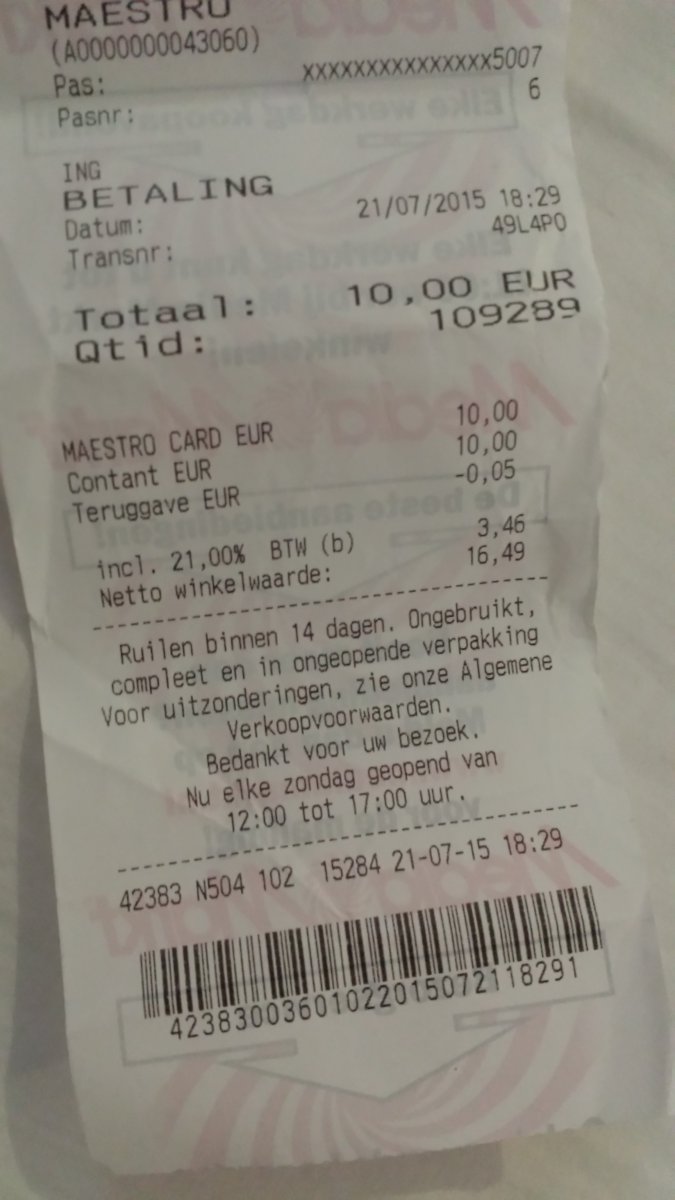 MAESTRO
(A0000000043060)
Pas: xxxxxxxxxxxxxxx5007
Pasnr: 6
ING
BETALING
Datum: 21/07/2015 18:29
Transnr: 49L4PO
Totaal: 10,00 EUR
Qtid: 109289
MAESTRO CARD EUR 10,00
Contant EUR 10,00
Teruggave EUR -0,05
incl. 21,00% BTW (b) 3,46
Netto winkelwaarde: 16,49
Ruilen binnen 14 dagen. Ongebruikt,
compleet en in ongeopende verpakking
Voor uitzonderingen, zie onze Algemene
Verkoopvoorwaarden.
Bedankt voor uw bezoek.
Nu elke zondag geopend van
12:00 tot 17:00 uur.
42383 N504 102 15284 21-07-15 18:29
42383003601022015072118291